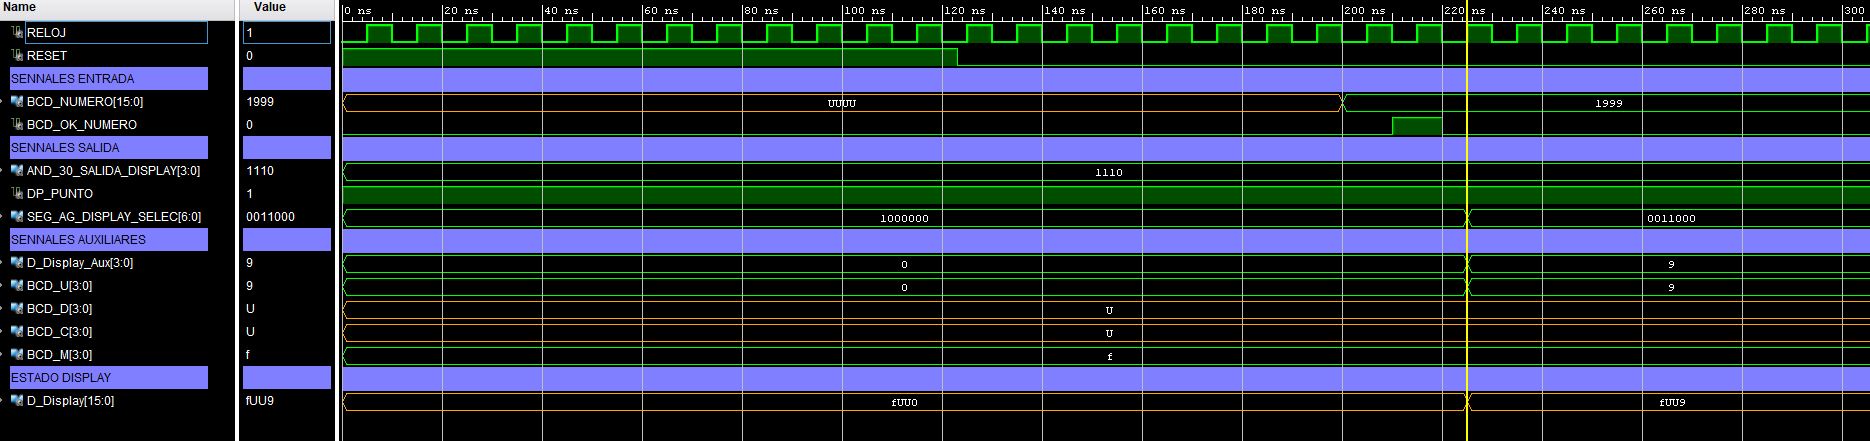 Name Value 0 ns 20 ns 40 ns 60 ns 80 ns 100 ns 120 ns 140 ns 160 ns 180 ns 200 ns 220 ns 240 ns 260 ns 280 ns 300
RELOJ 1
RESET 0
SENNALES ENTRADA
BCD_NUMERO[15:0] 1999 UUUU 1999
BCD_OK_NUMERO 0
SENNALES SALIDA
AND_30_SALIDA_DISPLAY[3:0] 1110 1110
DP_PUNTO 1
SEG_AG_DISPLAY_SELEC[6:0] 0011000 1000000 0011000
SENNALES AUXILIARES
D_Display_Aux[3:0] 9 0 9
BCD_U[3:0] 9 0 9
BCD_D[3:0] U U
BCD_C[3:0] U U
BCD_M[3:0] f f
ESTADO DISPLAY
D_Display[15:0] fUU9 fUU0 fUU9